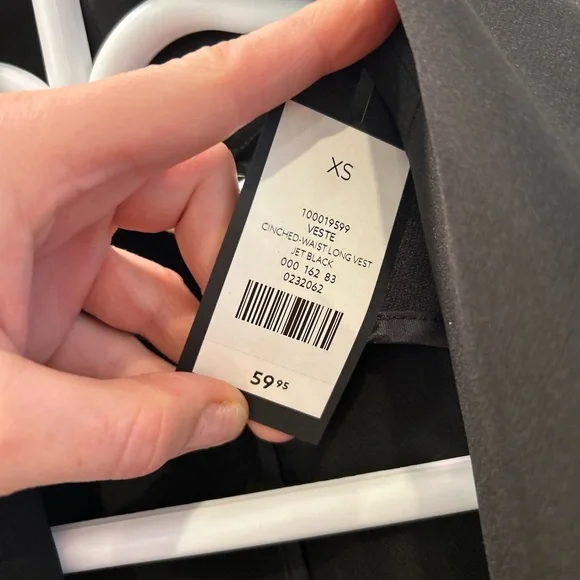 XS
100019599
VESTE
CINCHED-WAIST LONG VEST
JET BLACK
000 162 83
0232062
59 95